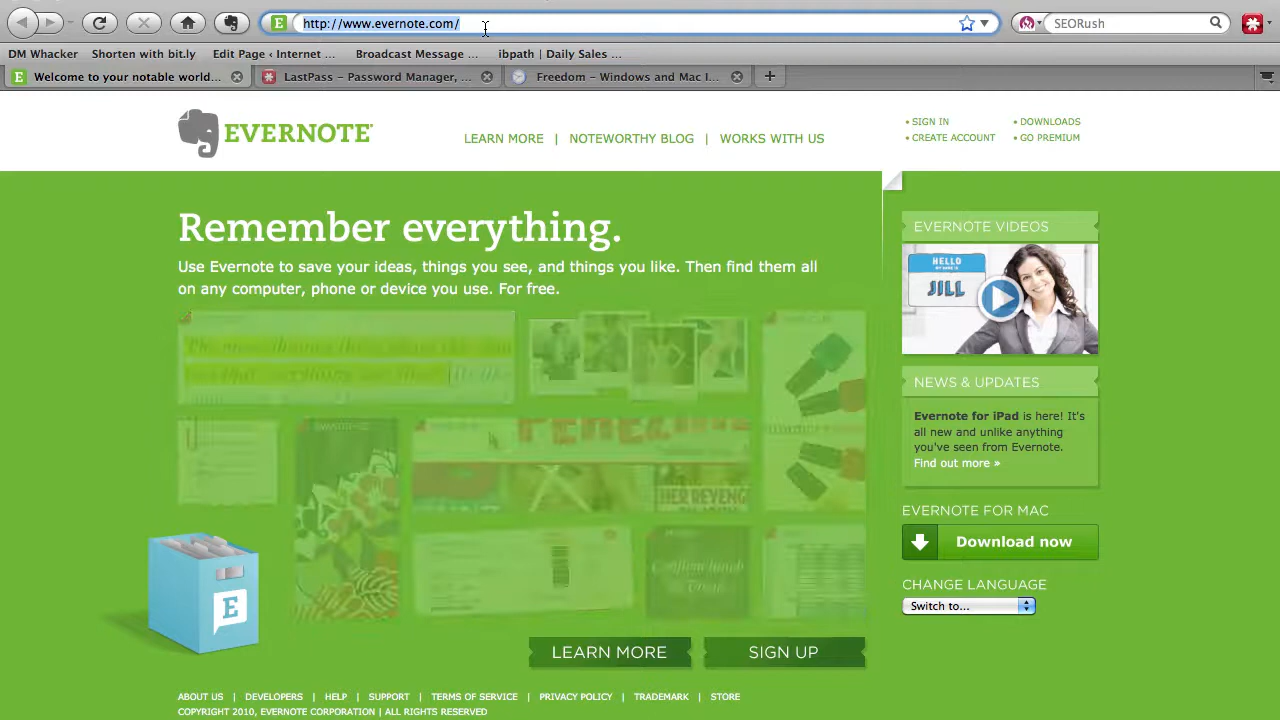 http://www.evernote.com/
SEORush
DM Whacker
Shorten with bit.ly
Edit Page ‹ Internet ...
Broadcast Message ...
ibpath | Daily Sales ...
Welcome to your notable world...
LastPass – Password Manager, ...
Freedom – Windows and Mac I...
EVERNOTE
LEARN MORE | NOTEWORTHY BLOG | WORKS WITH US
• SIGN IN
• DOWNLOADS
• CREATE ACCOUNT
• GO PREMIUM
Remember everything.
Use Evernote to save your ideas, things you see, and things you like. Then find them all
on any computer, phone or device you use. For free.
EVERNOTE VIDEOS
HELLO
JILL
NEWS & UPDATES
Evernote for iPad is here! It's
all new and unlike anything
you've seen from Evernote.
Find out more »
EVERNOTE FOR MAC
Download now
CHANGE LANGUAGE
Switch to...
E
LEARN MORE
SIGN UP
ABOUT US | DEVELOPERS | HELP | SUPPORT | TERMS OF SERVICE | PRIVACY POLICY | TRADEMARK | STORE
COPYRIGHT 2010, EVERNOTE CORPORATION | ALL RIGHTS RESERVED